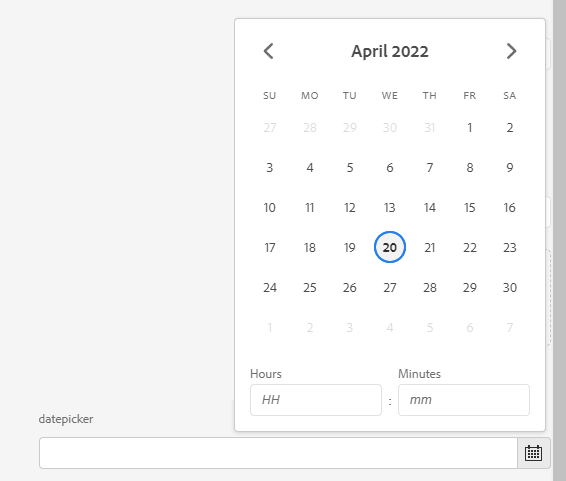 April 2022
SU MO TU WE TH FR SA
27 28 29 30 31 1 2
3 4 5 6 7 8 9
10 11 12 13 14 15 16
17 18 19 20 21 22 23
24 25 26 27 28 29 30
1 2 3 4 5 6 7
Hours Minutes
HH : mm
datepicker